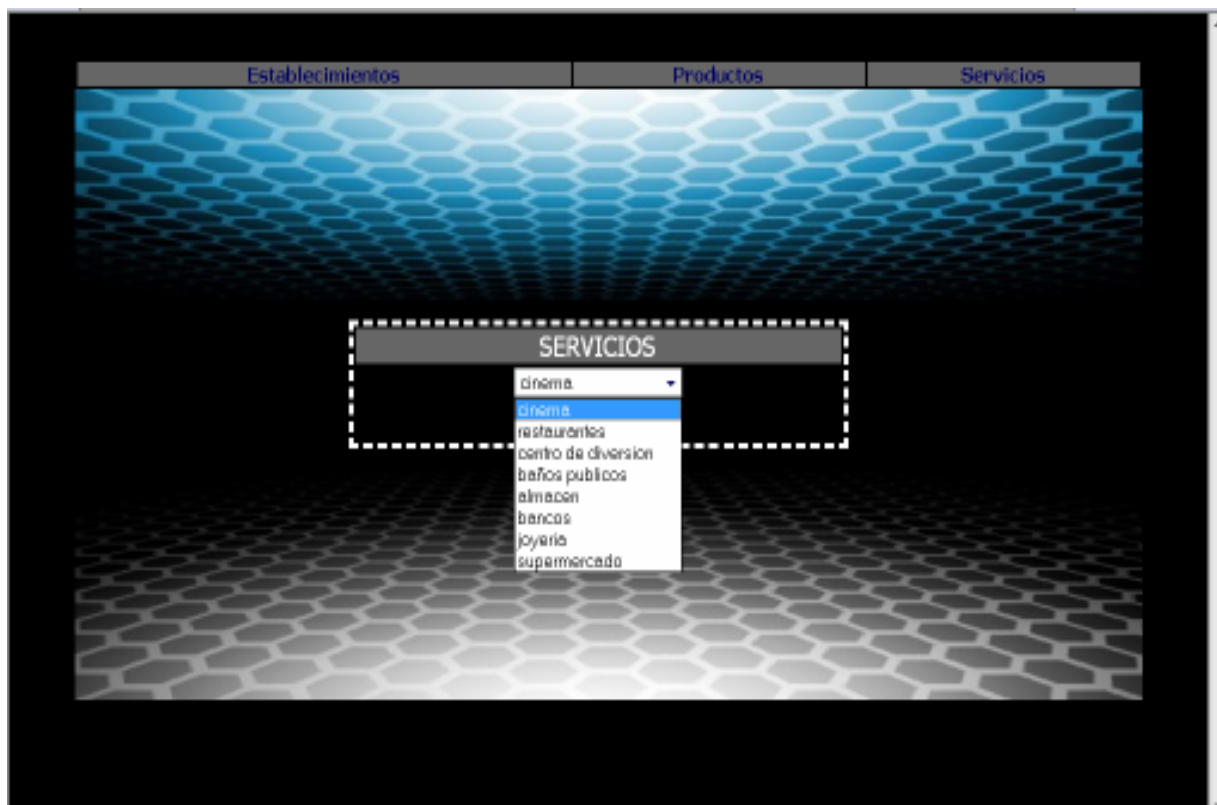 Establecimientos Productos Servicios
SERVICIOS
cinema
cinema
restaurantes
centro de diversion
baños publicos
almacen
bancos
joyeria
supermercado